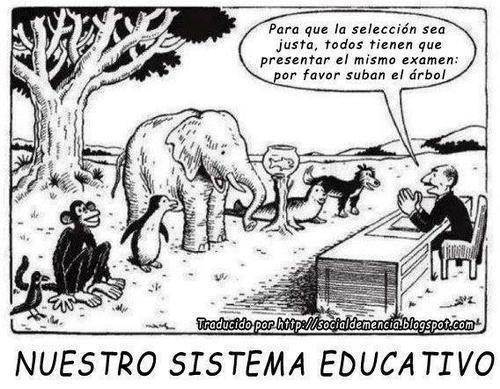 Para que la selección sea
justa, todos tienen que
presentar el mismo examen:
por favor suban el árbol
Traducido por http://socialdemencia.blogspot.com
NUESTRO SISTEMA EDUCATIVO